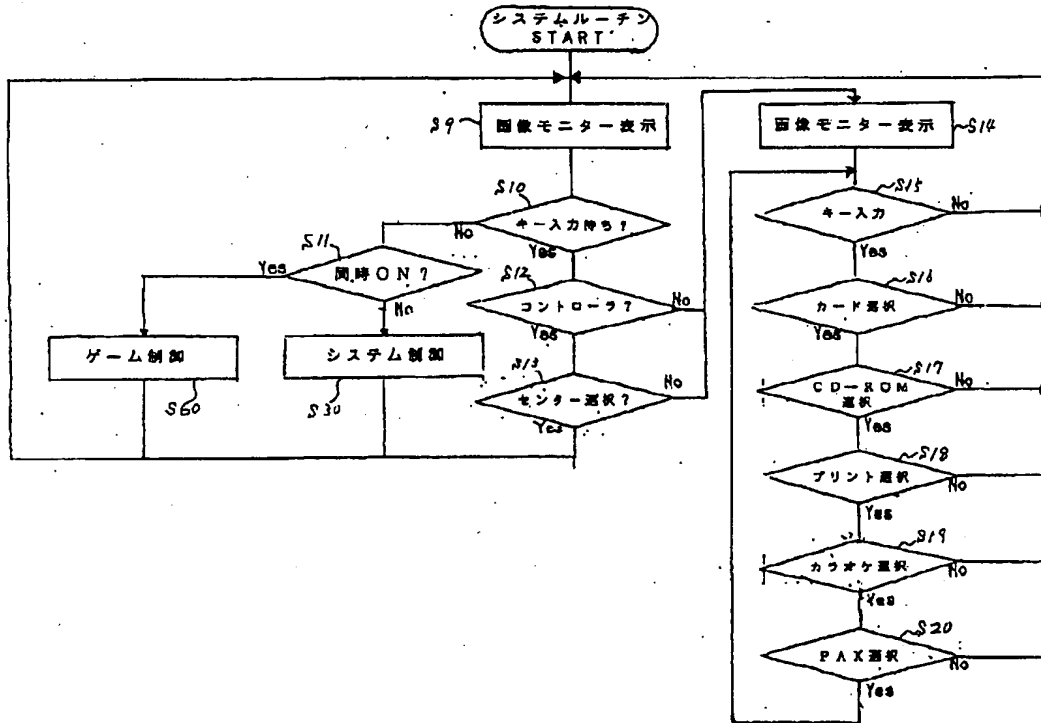 システムルーチン
START
S9
画像モニター表示
S10
キー入力待ち?
No
Yes
S11
同時ON?
Yes
No
S12
コントローラ?
No
Yes
ゲーム制御
S60
システム制御
S30
S13
センター選択?
No
Yes
画像モニター表示
S14
S15
キー入力
No
Yes
S16
カード選択
No
Yes
S17
CD-ROM
選択
No
Yes
S18
プリント選択
No
Yes
S19
カラオケ選択
No
Yes
S20
PAX選択
No
Yes